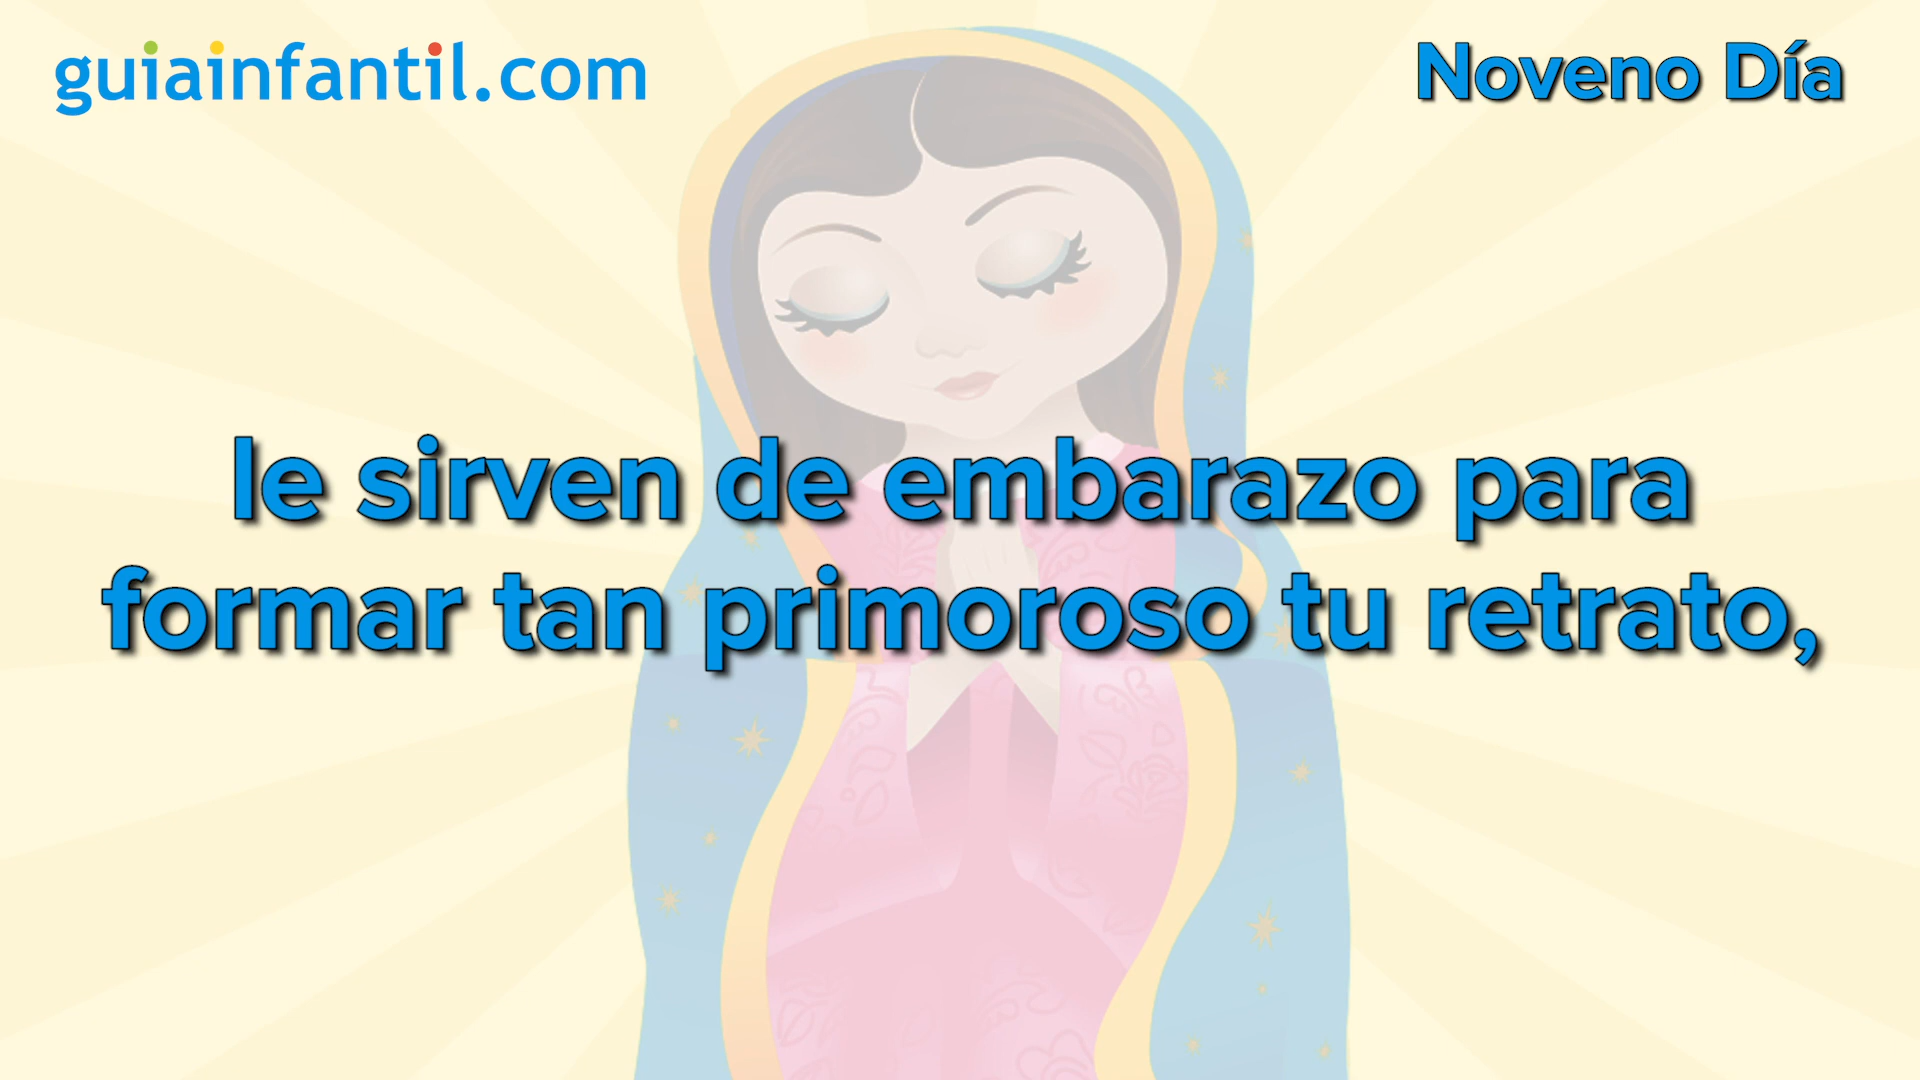 guiainfantil.com
Noveno Día
le sirven de embarazo para
formar tan primoroso tu retrato,